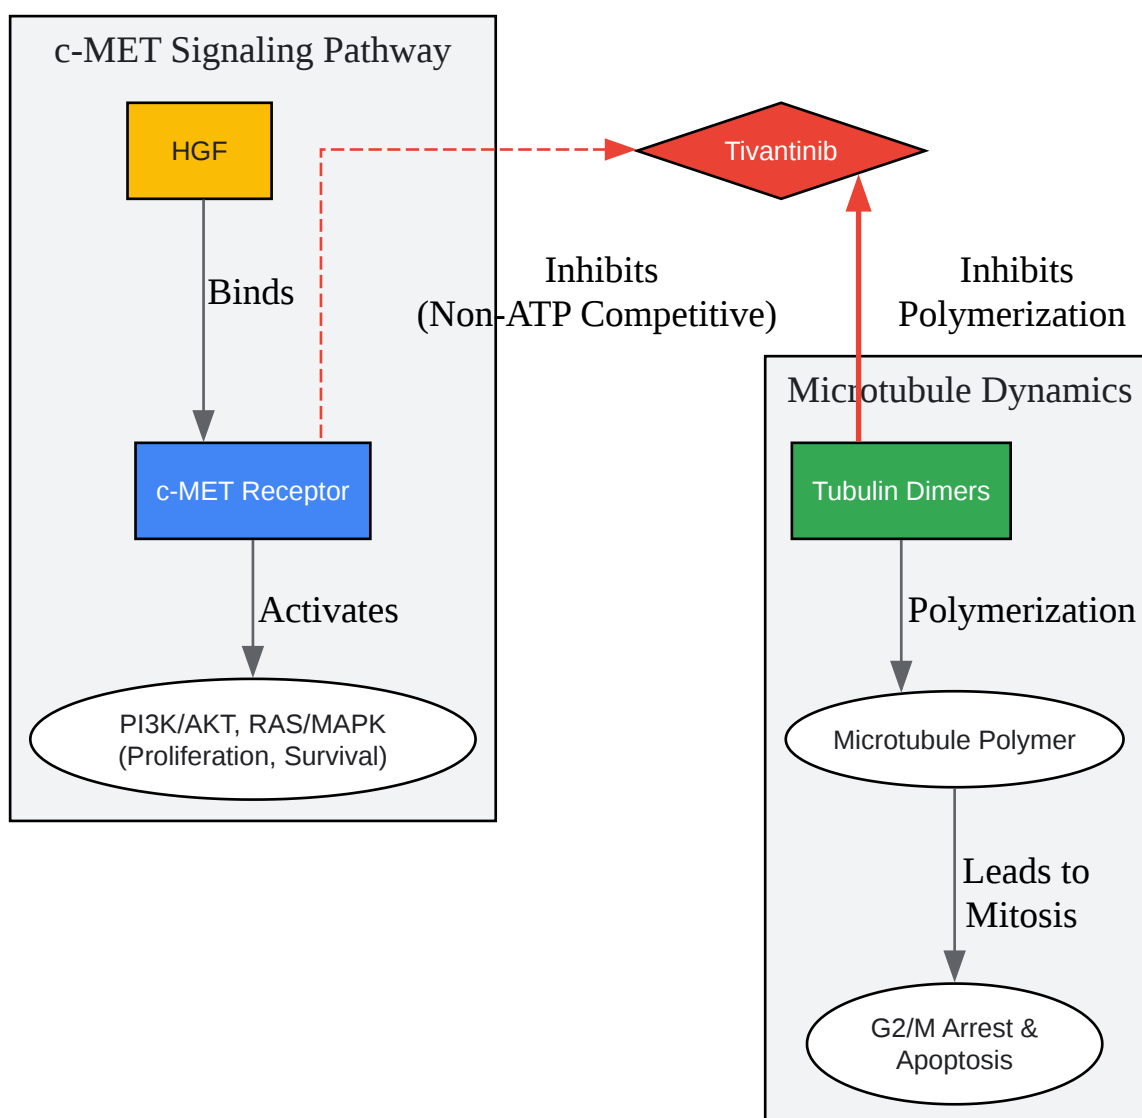 c-MET Signaling Pathway
HGF
Tivantinib
Binds
Inhibits
(Non-ATP Competitive)
Inhibits
Polymerization
Microtubule Dynamics
c-MET Receptor
Tubulin Dimers
Activates
Polymerization
PI3K/AKT, RAS/MAPK
(Proliferation, Survival)
Microtubule Polymer
Leads to
Mitosis
G2/M Arrest &
Apoptosis